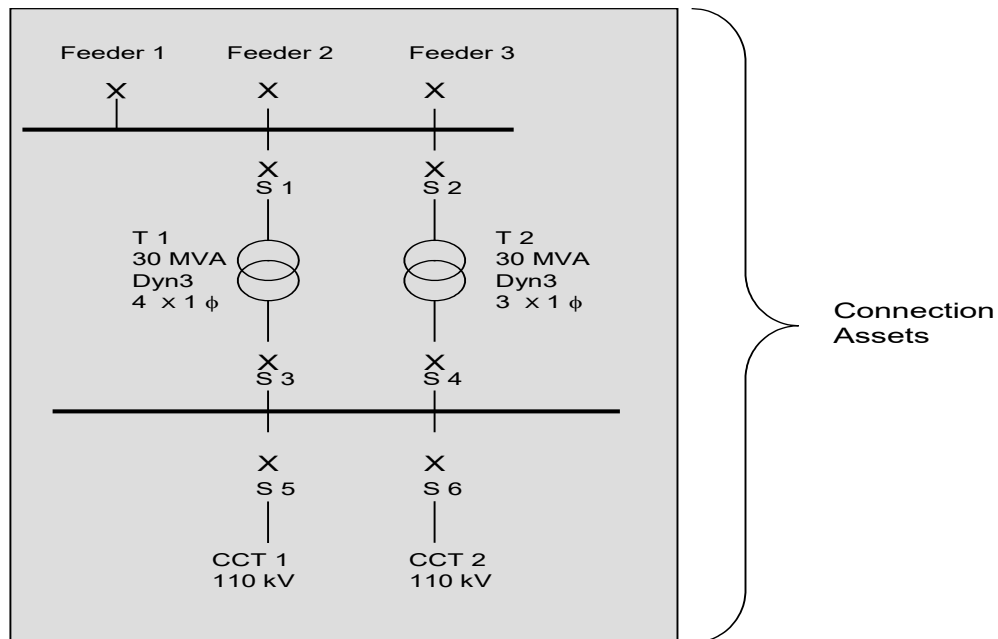 Feeder 1
Feeder 2
Feeder 3
S 1
S 2
T 1
30 MVA
Dyn3
4 x 1 ϕ
T 2
30 MVA
Dyn3
3 x 1 ϕ
S 3
S 4
S 5
S 6
CCT 1
110 kV
CCT 2
110 kV
Connection
Assets